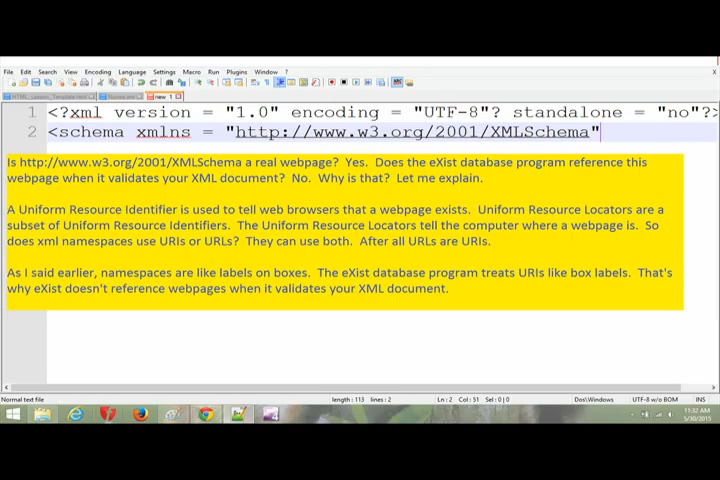 File Edit Search View Encoding Language Settings Macro Run Plugins Window ?
X
new 1
1 <?xml version = "1.0" encoding = "UTF-8"? standalone = "no"?>
2 <schema xmlns = "http://www.w3.org/2001/XMLSchema"
Is http://www.w3.org/2001/XMLSchema a real webpage? Yes. Does the eXist database program reference this
webpage when it validates your XML document? No. Why is that? Let me explain.
A Uniform Resource Identifier is used to tell web browsers that a webpage exists. Uniform Resource Locators are a
subset of Uniform Resource Identifiers. The Uniform Resource Locators tell the computer where a webpage is. So
does xml namespaces use URIs or URLs? They can use both. After all URLs are URIs.
As I said earlier, namespaces are like labels on boxes. The eXist database program treats URIs like box labels. That's
why eXist doesn't reference webpages when it validates your XML document.
Normal text file length : 113 lines : 2 Ln : 2 Col : 51 Sel : 0 | 0 Dos\Windows UTF-8 w/o BOM INS
11:32 AM
5/30/2015